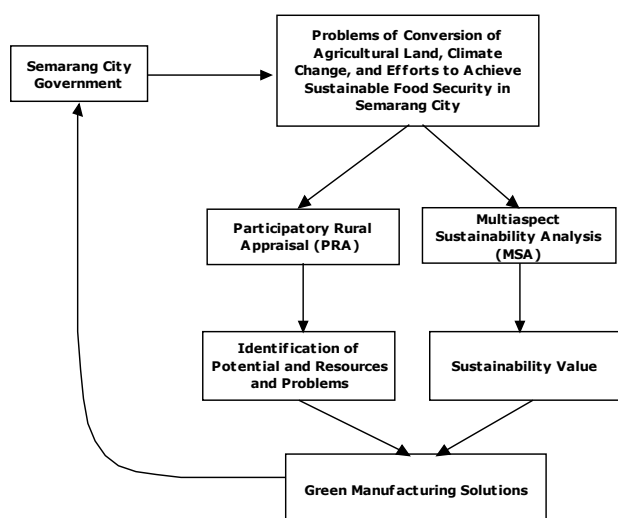 Semarang City
Government
Problems of Conversion of
Agricultural Land, Climate
Change, and Efforts to Achieve
Sustainable Food Security in
Semarang City
Participatory Rural
Appraisal (PRA)
Multiaspect
Sustainability Analysis
(MSA)
Identification of
Potential and Resources
and Problems
Sustainability Value
Green Manufacturing Solutions